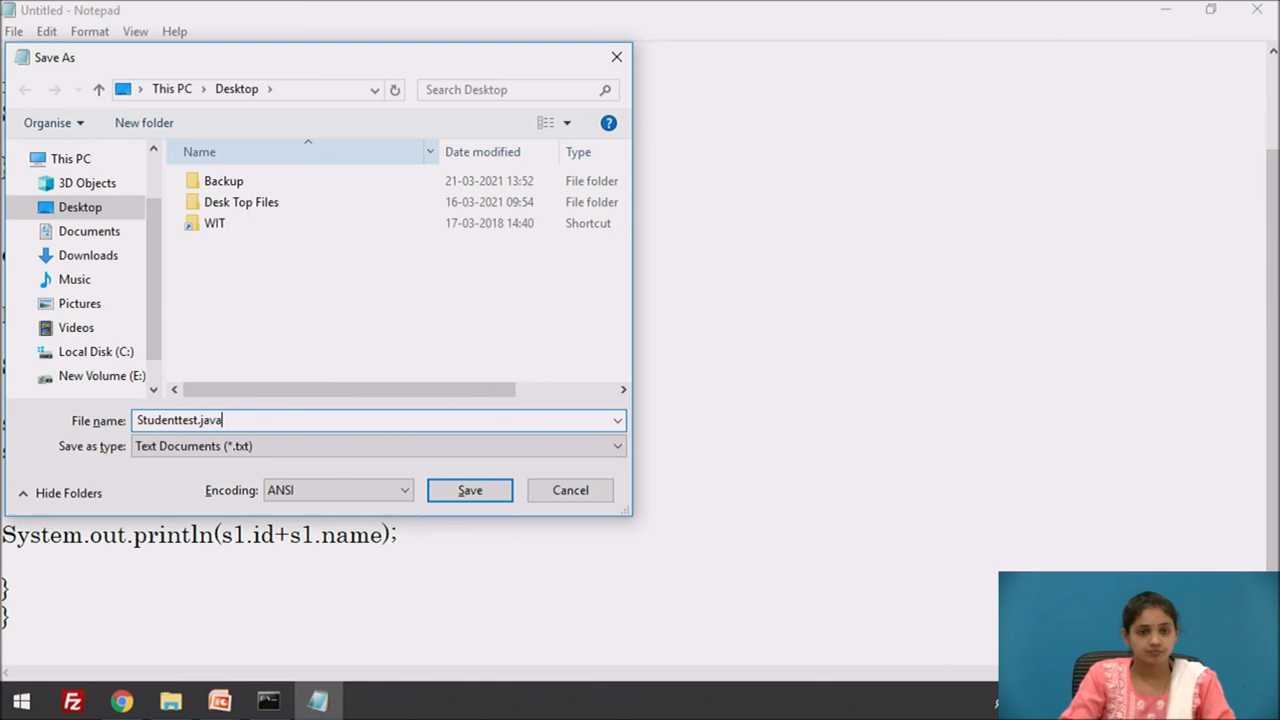 Untitled - Notepad
File Edit Format View Help
Save As
This PC Desktop
Search Desktop
Organise New folder
Name Date modified Type
This PC
3D Objects
Desktop
Documents
Downloads
Music
Pictures
Videos
Local Disk (C:)
New Volume (E:)
Backup 21-03-2021 13:52 File folder
Desk Top Files 16-03-2021 09:54 File folder
WIT 17-03-2018 14:40 Shortcut
File name: Studenttest.java
Save as type: Text Documents (*.txt)
Hide Folders Encoding: ANSI Save Cancel
System.out.println(s1.id+s1.name);
}
}